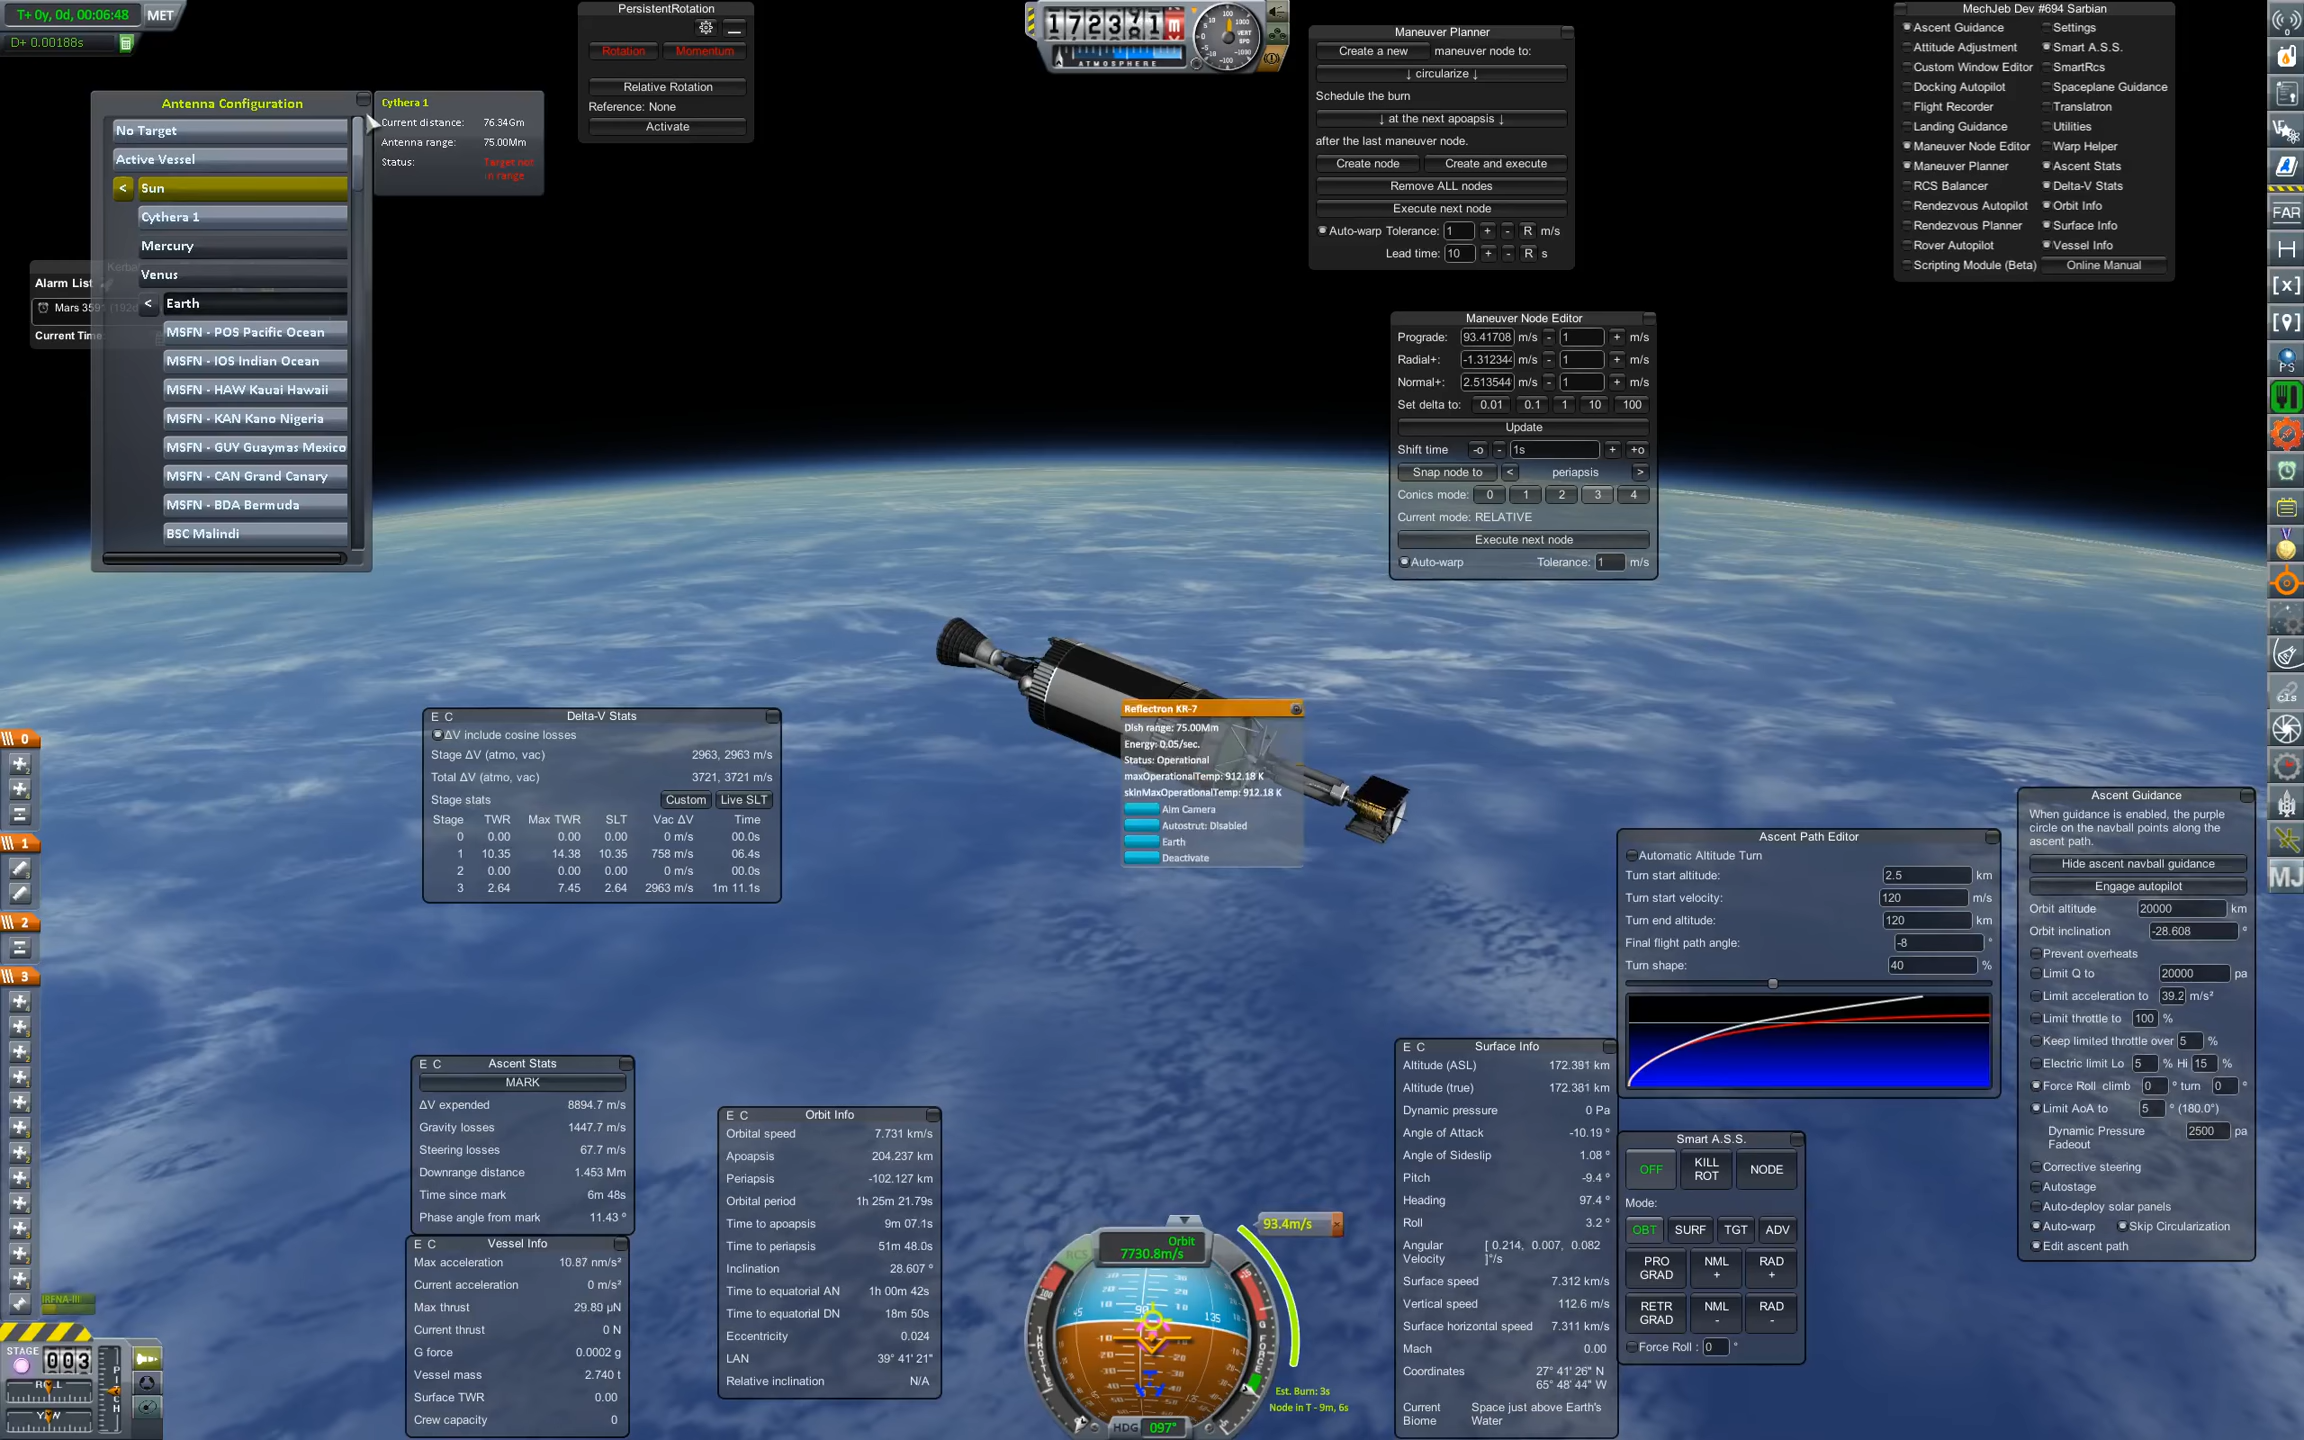 T+ 0y, 0d, 00:06:48 MET
D+ 0.00188s
Antenna Configuration
No Target
Active Vessel
< Sun
Cythera 1
Mercury
Venus
< Earth
MSFN - POS Pacific Ocean
MSFN - IOS Indian Ocean
MSFN - HAW Kauai Hawaii
MSFN - KAN Kano Nigeria
MSFN - GUY Guaymas Mexico
MSFN - CAN Grand Canary
MSFN - BDA Bermuda
BSC Malindi
Cythera 1
Current distance: 76.34Gm
Antenna range: 75.00Mm
Status: Target not
in range
Alarm List
Mars 359
Current Time
PersistentRotation
Rotation Momentum
Relative Rotation
Reference: None
Activate
ATMOSPHERE
Maneuver Planner
Create a new maneuver node to:
↓ circularize ↓
Schedule the burn
↓ at the next apoapsis ↓
after the last maneuver node.
Create node Create and execute
Remove ALL nodes
Execute next node
Auto-warp Tolerance: 1 + - R m/s
Lead time: 10 + - R s
MechJeb Dev #694 Sarbian
Ascent Guidance Settings
Attitude Adjustment Smart A.S.S.
Custom Window Editor SmartRcs
Docking Autopilot Spaceplane Guidance
Flight Recorder Translatron
Landing Guidance Utilities
Maneuver Node Editor Warp Helper
Maneuver Planner Ascent Stats
RCS Balancer Delta-V Stats
Rendezvous Autopilot Orbit Info
Rendezvous Planner Surface Info
Rover Autopilot Vessel Info
Scripting Module (Beta) Online Manual
Maneuver Node Editor
Prograde: 93.41708 m/s - 1 + m/s
Radial+: -1.312344 m/s - 1 + m/s
Normal+: 2.513544 m/s - 1 + m/s
Set delta to: 0.01 0.1 1 10 100
Update
Shift time -o - 1s + +o
Snap node to < periapsis >
Conics mode: 0 1 2 3 4
Current mode: RELATIVE
Execute next node
Auto-warp Tolerance: 1 m/s
Reflectron KR-7
Dish range: 75.00Mm
Energy: 0.05/sec.
Status: Operational
maxOperationalTemp: 912.18 K
skinMaxOperationalTemp: 912.18 K
Aim Camera
Autostrut: Disabled
Earth
Deactivate
E C Delta-V Stats
ΔV include cosine losses
Stage ΔV (atmo, vac) 2963, 2963 m/s
Total ΔV (atmo, vac) 3721, 3721 m/s
Stage stats Custom Live SLT
Stage TWR Max TWR SLT Vac ΔV Time
0 0.00 0.00 0.00 0 m/s 00.0s
1 10.35 14.38 10.35 758 m/s 06.4s
2 0.00 0.00 0.00 0 m/s 00.0s
3 2.64 7.45 2.64 2963 m/s 1m 11.1s
0
1
2
3
E C Ascent Stats
MARK
ΔV expended 8894.7 m/s
Gravity losses 1447.7 m/s
Steering losses 67.7 m/s
Downrange distance 1.453 Mm
Time since mark 6m 48s
Phase angle from mark 11.43 º
E C Vessel Info
Max acceleration 10.87 nm/s²
Current acceleration 0 m/s²
Max thrust 29.80 µN
Current thrust 0 N
G force 0.0002 g
Vessel mass 2.740 t
Surface TWR 0.00
Crew capacity 0
E C Orbit Info
Orbital speed 7.731 km/s
Apoapsis 204.237 km
Periapsis -102.127 km
Orbital period 1h 25m 21.79s
Time to apoapsis 9m 07.1s
Time to periapsis 51m 48.0s
Inclination 28.607 º
Time to equatorial AN 1h 00m 42s
Time to equatorial DN 18m 50s
Eccentricity 0.024
LAN 39° 41' 21"
Relative inclination N/A
Orbit
7730.8m/s
RCS
THROTTLE
G FORCE
HDG 097°
93.4m/s
Est. Burn: 3s
Node in T - 9m, 6s
E C Surface Info
Altitude (ASL) 172.391 km
Altitude (true) 172.381 km
Dynamic pressure 0 Pa
Angle of Attack -10.19 º
Angle of Sideslip 1.08 º
Pitch -9.4 º
Heading 97.4 º
Roll 3.2 º
Angular Velocity [ 0.214, 0.007, 0.082 ]°/s
Surface speed 7.312 km/s
Vertical speed 112.6 m/s
Surface horizontal speed 7.311 km/s
Mach 0.00
Coordinates 27° 41' 26" N
65° 48' 44" W
Current Biome Space just above Earth's Water
Ascent Path Editor
Automatic Altitude Turn
Turn start altitude: 2.5 km
Turn start velocity: 120 m/s
Turn end altitude: 120 km
Final flight path angle: -8 °
Turn shape: 40 %
Smart A.S.S.
OFF KILL ROT NODE
Mode:
OBT SURF TGT ADV
PRO GRAD NML + RAD +
RETR GRAD NML - RAD -
Force Roll : 0 °
Ascent Guidance
When guidance is enabled, the purple
circle on the navball points along the
ascent path.
Hide ascent navball guidance
Engage autopilot
Orbit altitude 20000 km
Orbit inclination -28.608 º
Prevent overheats
Limit Q to 20000 pa
Limit acceleration to 39.2 m/s²
Limit throttle to 100 %
Keep limited throttle over 5 %
Electric limit Lo 5 % Hi 15 %
Force Roll climb 0 º turn 0 º
Limit AoA to 5 º (180.0°)
Dynamic Pressure Fadeout 2500 pa
Corrective steering
Autostage
Auto-deploy solar panels
Auto-warp Skip Circularization
Edit ascent path
FAR
H
[x]
PS
cls
MJ
IRFNA-III
STAGE 003
ROLL
YAW
PITCH